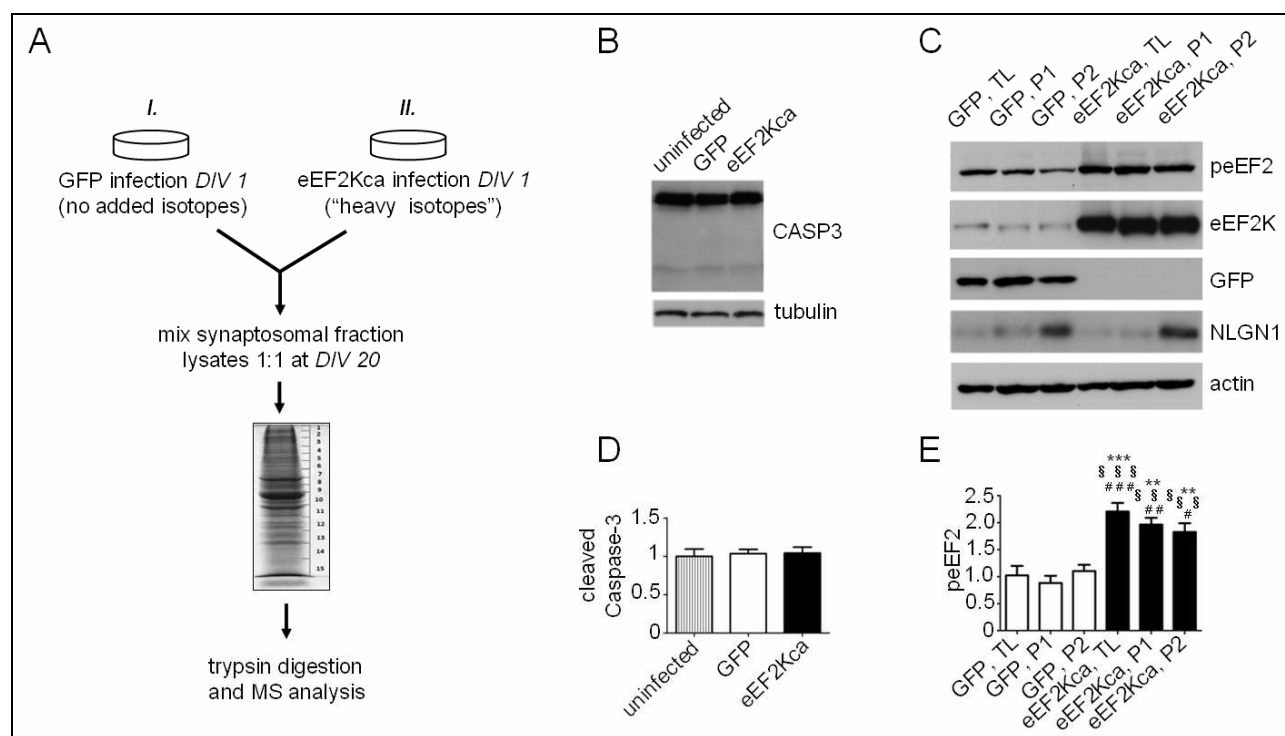 A
I.
II.
GFP infection DIV 1
(no added isotopes)
eEF2Kca infection DIV 1
("heavy isotopes")
mix synaptosomal fraction
lysates 1:1 at DIV 20
1
2
3
4
5
6
7
8
9
10
11
12
13
14
15
trypsin digestion
and MS analysis
B
uninfected
GFP
eEF2Kca
CASP3
tubulin
C
GFP, TL
GFP, P1
GFP, P2
eEF2Kca, TL
eEF2Kca, P1
eEF2Kca, P2
peEF2
eEF2K
GFP
NLGN1
actin
D
cleaved
Caspase-3
1.5
1
0.5
0
uninfected
GFP
eEF2Kca
E
peEF2
2.5
2.0
1.5
1.0
0.5
0.0
***
§ § §
###
**
§ § §
##
**
§ §
#
GFP, TL
GFP, P1
GFP, P2
eEF2Kca, TL
eEF2Kca, P1
eEF2Kca, P2